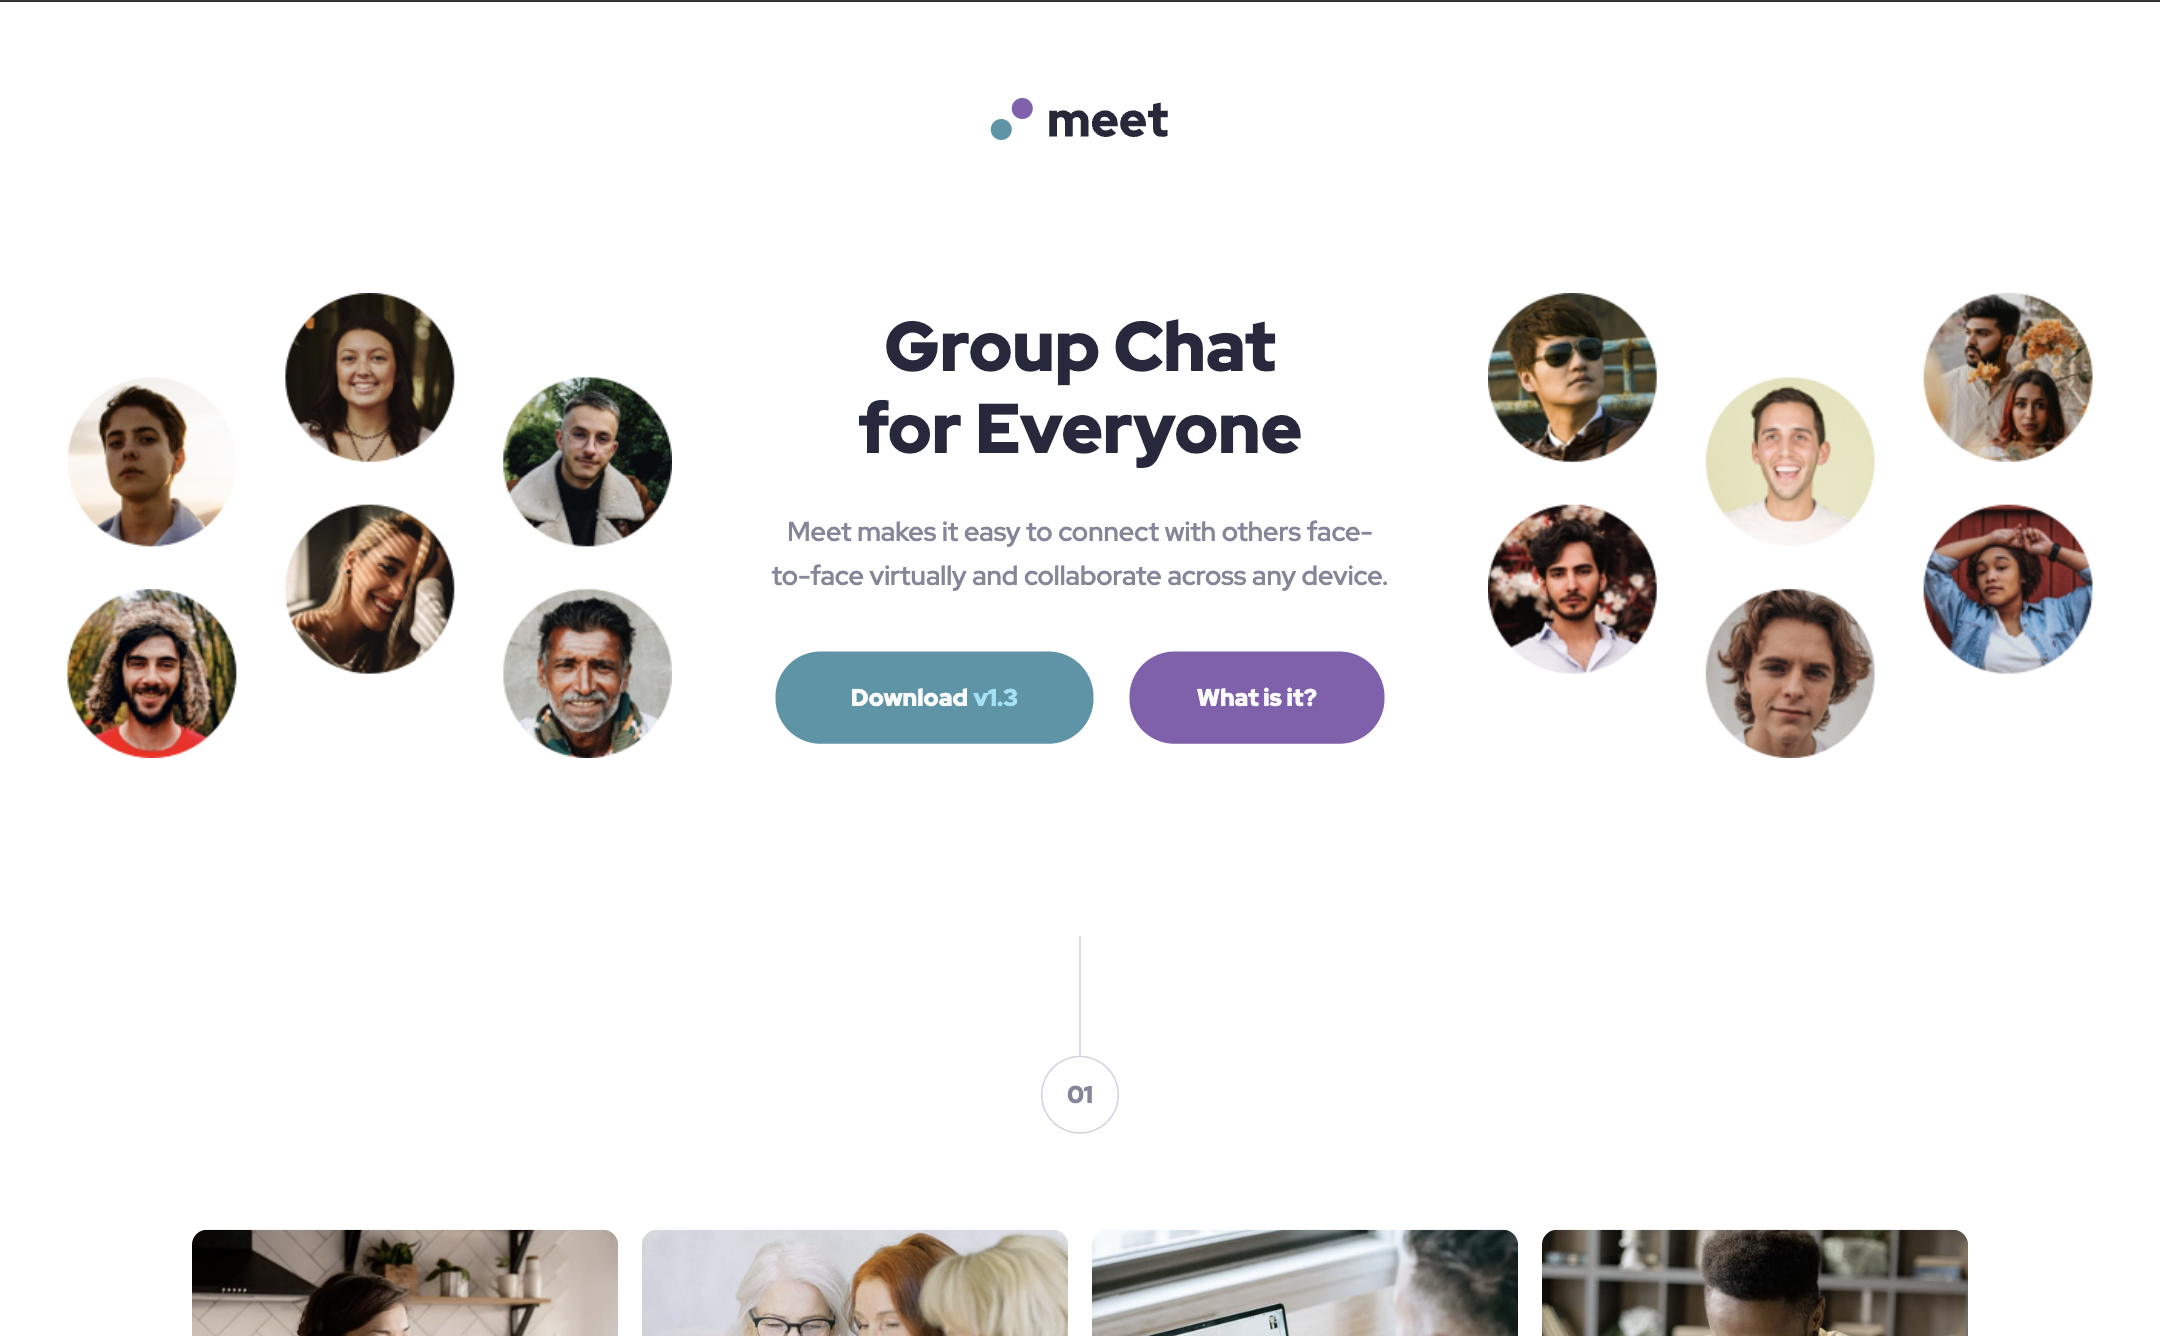 meet
Group Chat
for Everyone
Meet makes it easy to connect with others face-
to-face virtually and collaborate across any device.
Download v1.3
What is it?
01